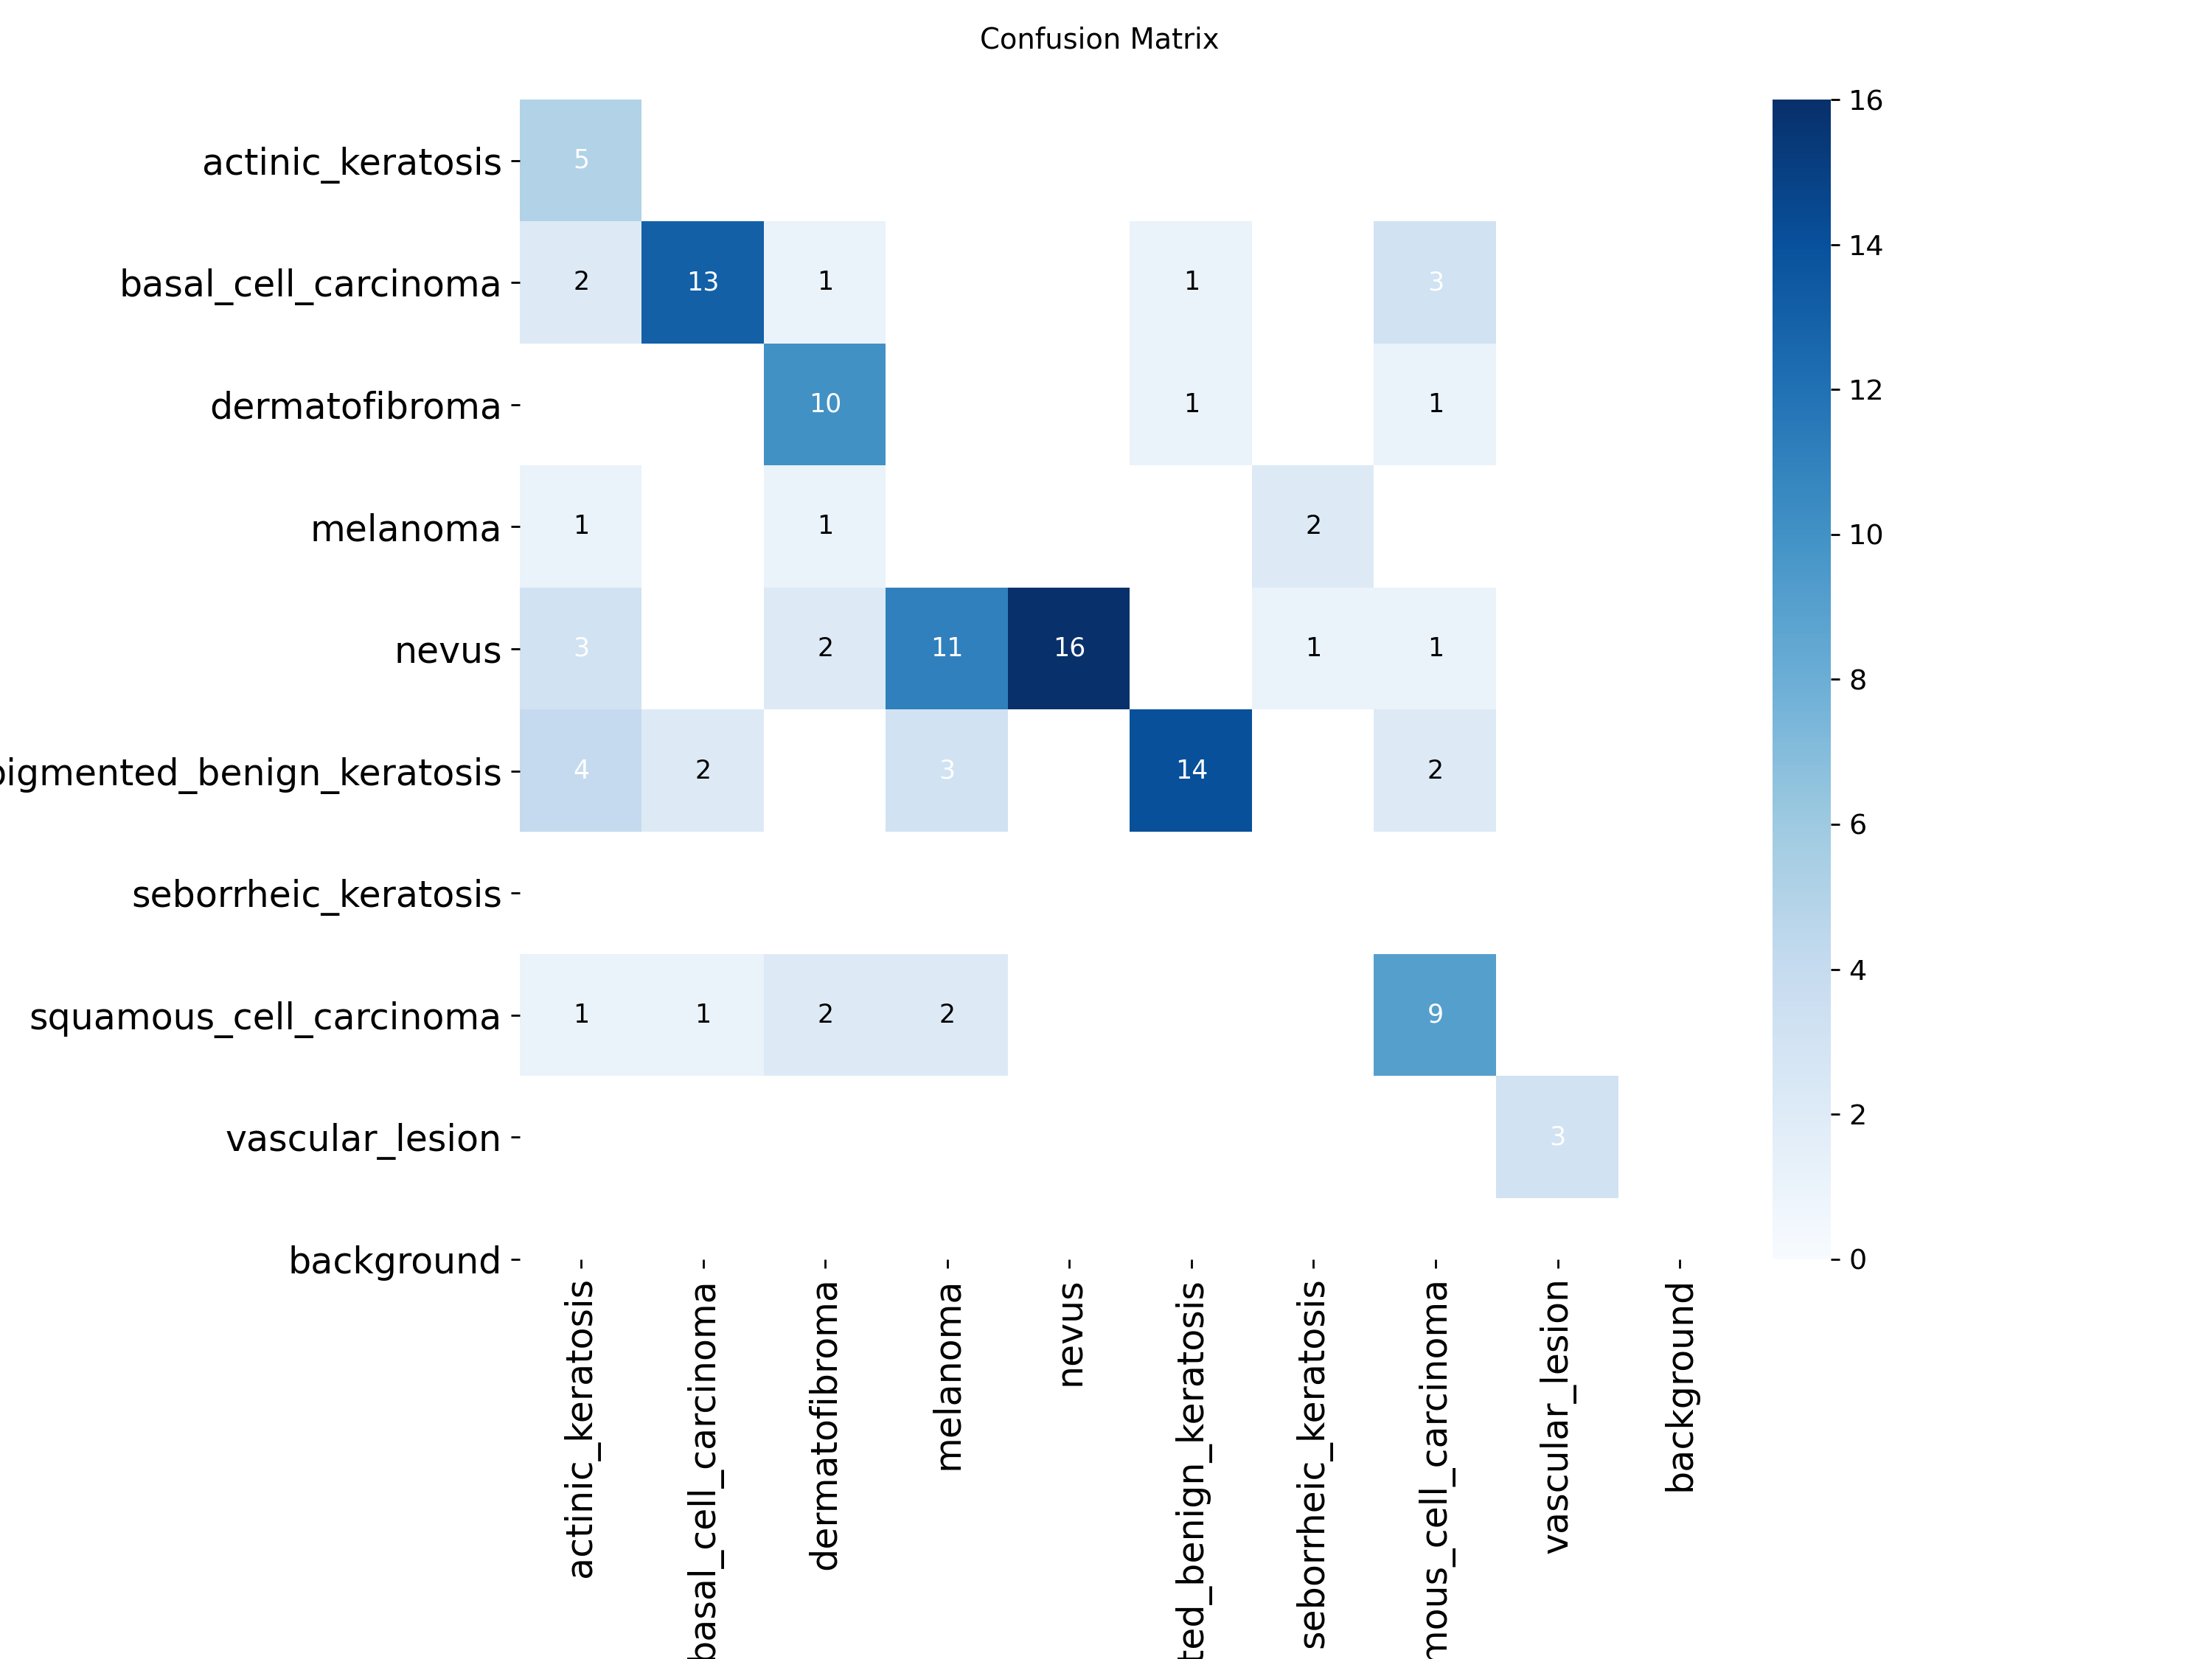 Confusion Matrix
actinic_keratosis
5
basal_cell_carcinoma
2 13 1 1 3
dermatofibroma
10 1 1
melanoma
1 1 2
nevus
3 2 11 16 1 1
pigmented_benign_keratosis
4 2 3 14 2
seborrheic_keratosis
squamous_cell_carcinoma
1 1 2 2 9
vascular_lesion
3
background
actinic_keratosis
basal_cell_carcinoma
dermatofibroma
melanoma
nevus
ted_benign_keratosis
seborrheic_keratosis
mous_cell_carcinoma
vascular_lesion
background
16
14
12
10
8
6
4
2
0